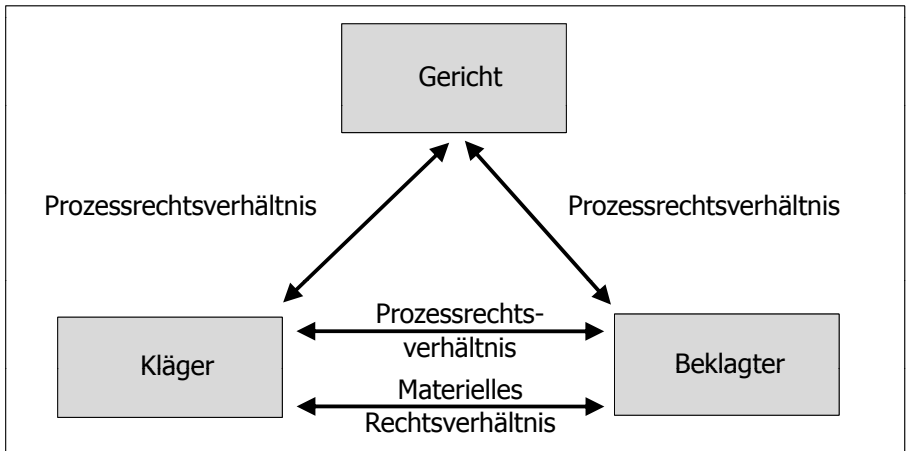 Gericht
Prozessrechtsverhältnis
Prozessrechtsverhältnis
Prozessrechts-
verhältnis
Kläger
Beklagter
Materielles
Rechtsverhältnis